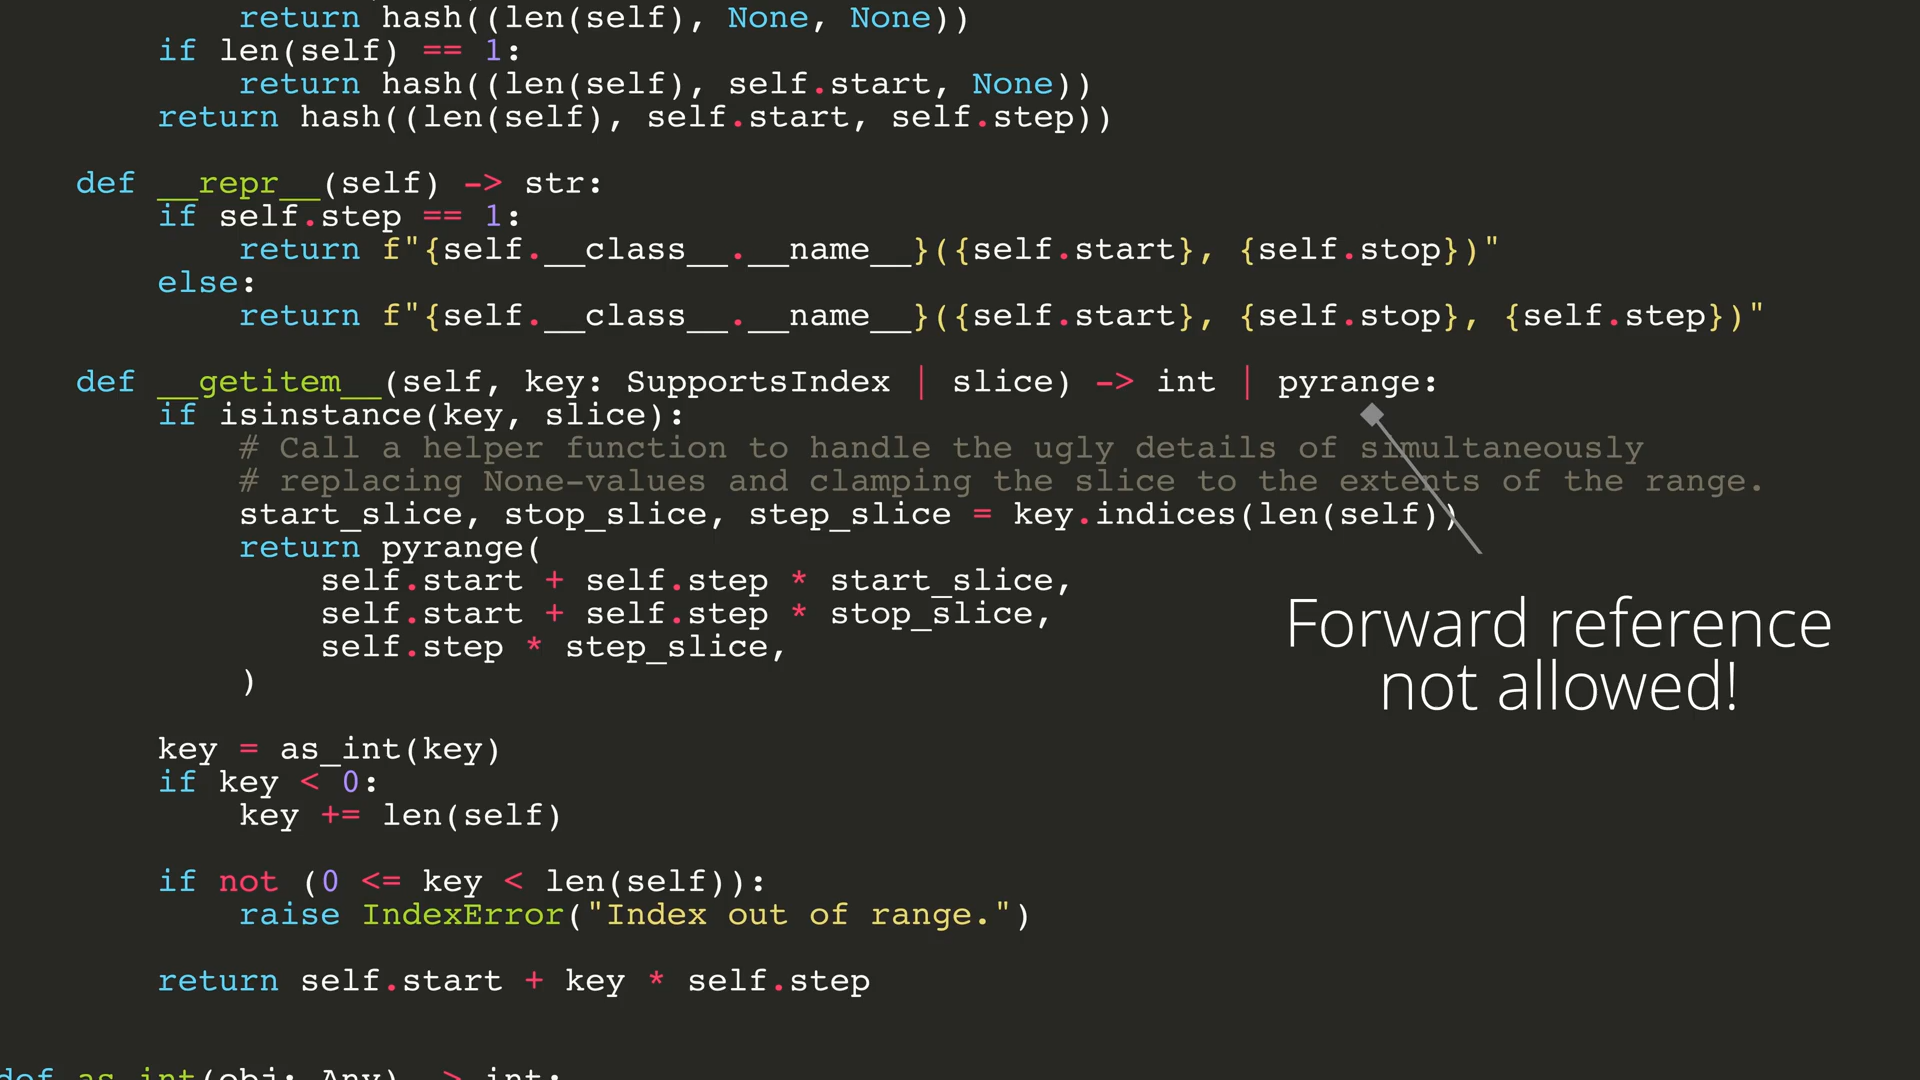 return hash((len(self), None, None))
if len(self) == 1:
return hash((len(self), self.start, None))
return hash((len(self), self.start, self.step))
def __repr__(self) -> str:
if self.step == 1:
return f"{self.__class__.__name__}({self.start}, {self.stop})"
else:
return f"{self.__class__.__name__}({self.start}, {self.stop}, {self.step})"
def __getitem__(self, key: SupportsIndex | slice) -> int | pyrange:
if isinstance(key, slice):
# Call a helper function to handle the ugly details of simultaneously
# replacing None-values and clamping the slice to the extents of the range.
start_slice, stop_slice, step_slice = key.indices(len(self))
return pyrange(
self.start + self.step * start_slice,
self.start + self.step * stop_slice,
self.step * step_slice,
)
Forward reference
not allowed!
key = as_int(key)
if key < 0:
key += len(self)
if not (0 <= key < len(self)):
raise IndexError("Index out of range.")
return self.start + key * self.step
def as_int(obj: Any) -> int: